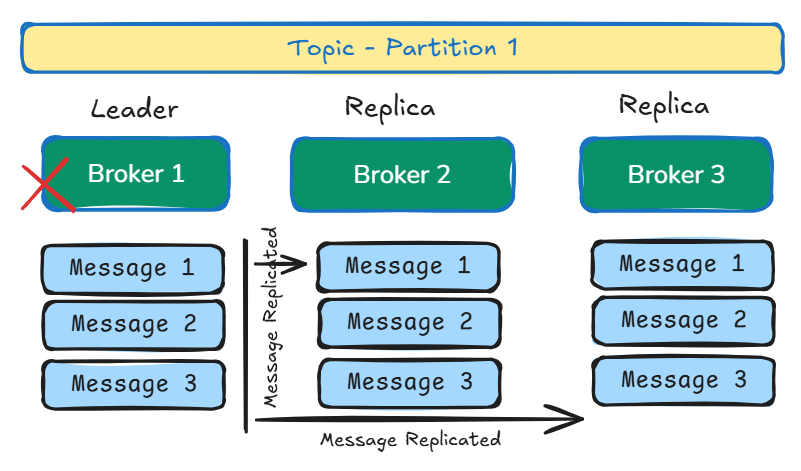 Topic - Partition 1
Leader
Replica
Replica
Broker 1
Broker 2
Broker 3
Message 1
Message 2
Message 3
Message Replicated
Message 1
Message 2
Message 3
Message 1
Message 2
Message 3
Message Replicated